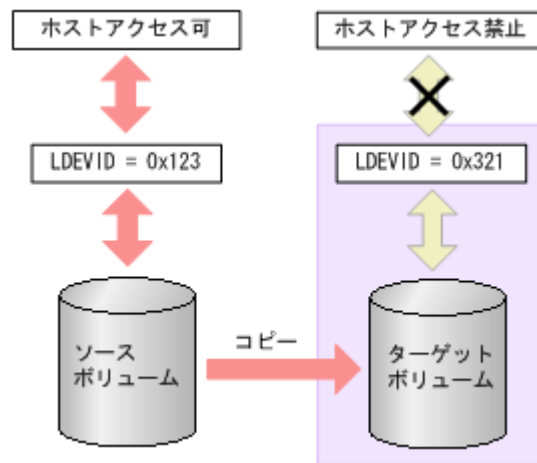 ホストアクセス可
ホストアクセス禁止
LDEVID = 0x123
LDEVID = 0x321
ソース
ボリューム
コピー
ターゲット
ボリューム